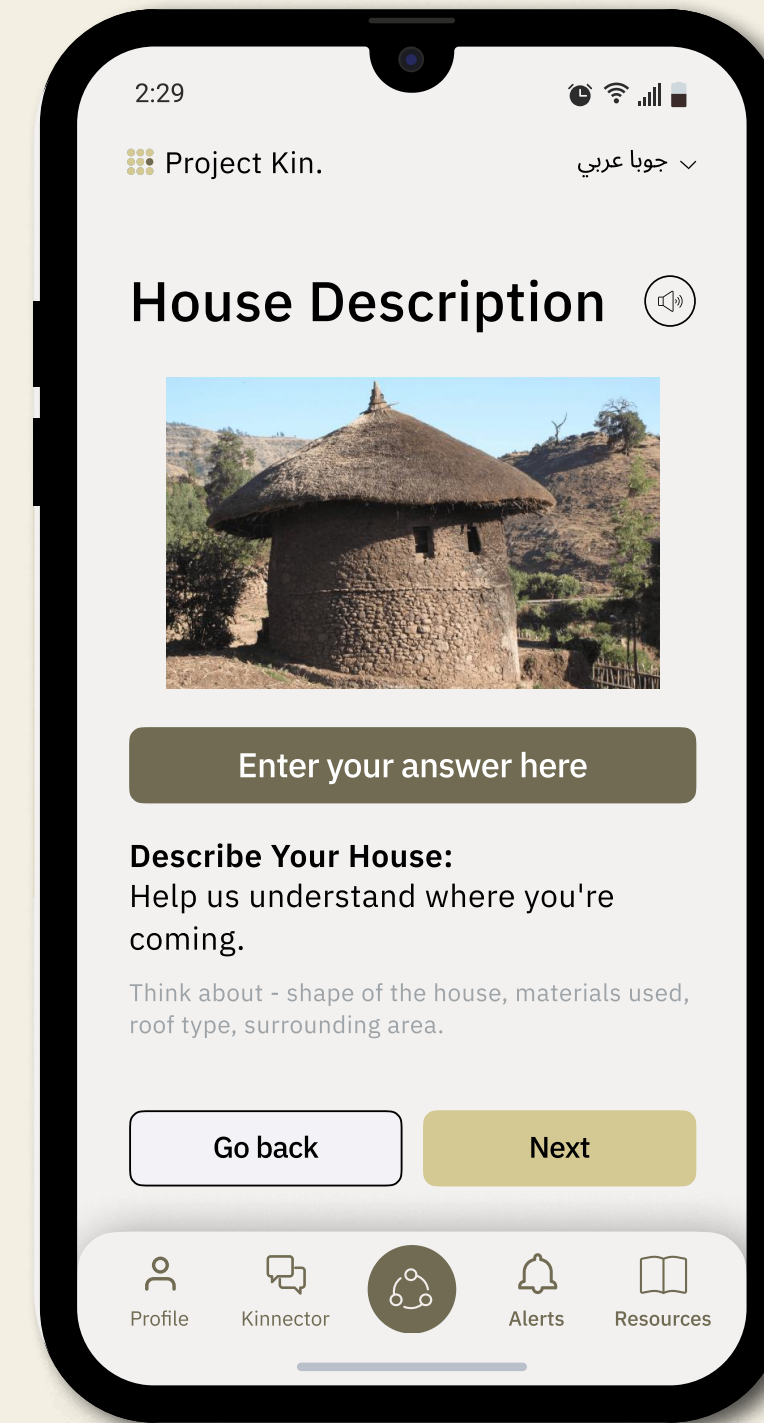 2:29
Project Kin.
جوبا عربي
House Description
Enter your answer here
Describe Your House:
Help us understand where you're
coming.
Think about - shape of the house, materials used,
roof type, surrounding area.
Go back
Next
Profile
Kinnector
Alerts
Resources